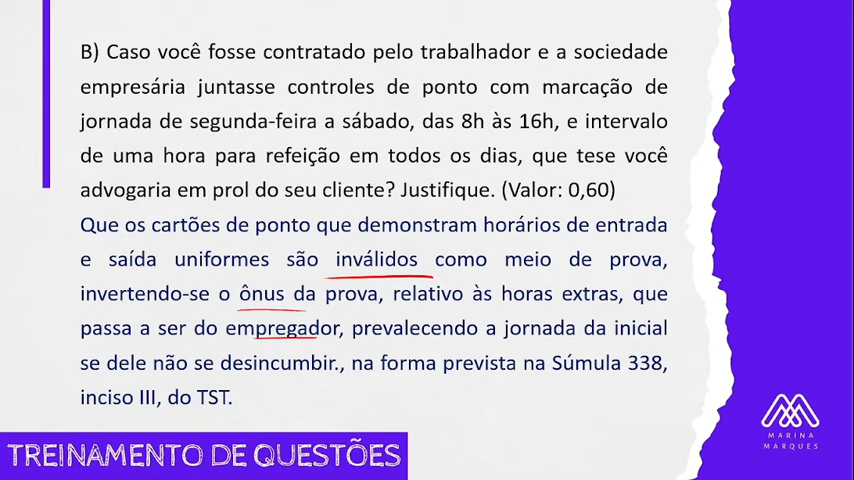 B) Caso você fosse contratado pelo trabalhador e a sociedade
empresária juntasse controles de ponto com marcação de
jornada de segunda-feira a sábado, das 8h às 16h, e intervalo
de uma hora para refeição em todos os dias, que tese você
advogaria em prol do seu cliente? Justifique. (Valor: 0,60)
Que os cartões de ponto que demonstram horários de entrada
e saída uniformes são inválidos como meio de prova,
invertendo-se o ônus da prova, relativo às horas extras, que
passa a ser do empregador, prevalecendo a jornada da inicial
se dele não se desincumbir., na forma prevista na Súmula 338,
inciso III, do TST.
TREINAMENTO DE QUESTÕES
MARINA
MARQUES